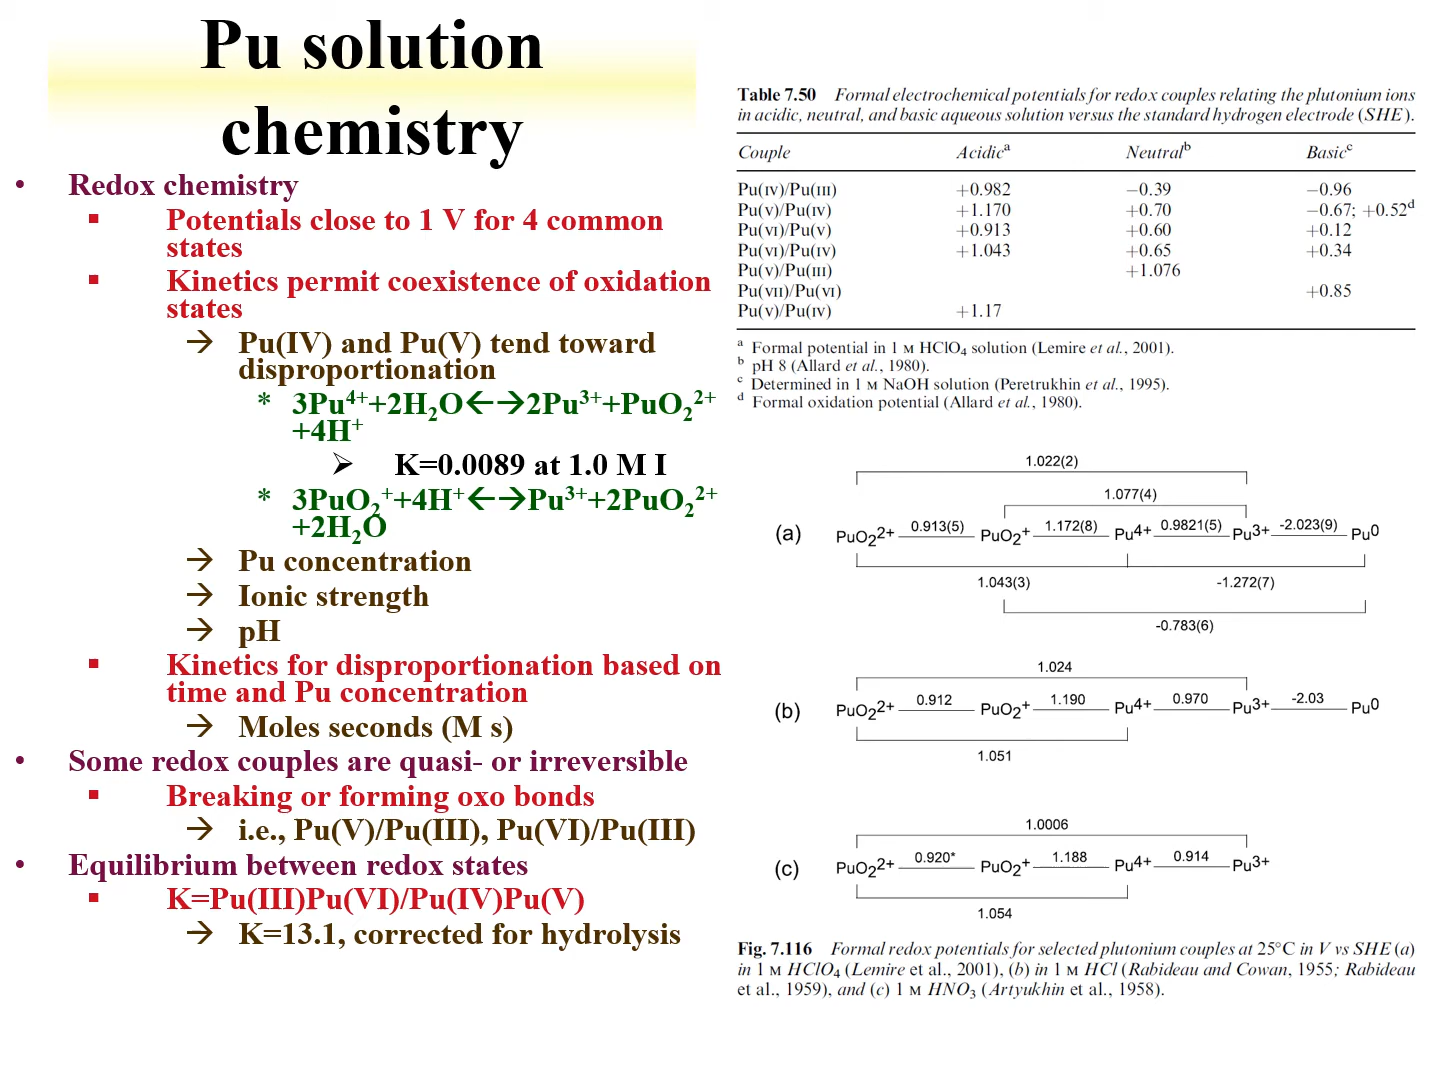 Pu solution
chemistry
• Redox chemistry
▪ Potentials close to 1 V for 4 common
states
▪ Kinetics permit coexistence of oxidation
states
→ Pu(IV) and Pu(V) tend toward
disproportionation
* 3Pu⁴⁺+2H₂O←→2Pu³⁺+PuO₂²⁺
+4H⁺
➢ K=0.0089 at 1.0 M I
* 3PuO₂⁺+4H⁺←→Pu³⁺+2PuO₂²⁺
+2H₂O
→ Pu concentration
→ Ionic strength
→ pH
▪ Kinetics for disproportionation based on
time and Pu concentration
→ Moles seconds (M s)
• Some redox couples are quasi- or irreversible
▪ Breaking or forming oxo bonds
→ i.e., Pu(V)/Pu(III), Pu(VI)/Pu(III)
• Equilibrium between redox states
▪ K=Pu(III)Pu(VI)/Pu(IV)Pu(V)
→ K=13.1, corrected for hydrolysis
Table 7.50 Formal electrochemical potentials for redox couples relating the plutonium ions
in acidic, neutral, and basic aqueous solution versus the standard hydrogen electrode (SHE).
Couple Acidicᵃ Neutralᵇ Basicᶜ
Pu(IV)/Pu(III) +0.982 −0.39 −0.96
Pu(V)/Pu(IV) +1.170 +0.70 −0.67; +0.52ᵈ
Pu(VI)/Pu(V) +0.913 +0.60 +0.12
Pu(VI)/Pu(IV) +1.043 +0.65 +0.34
Pu(V)/Pu(III) +1.076
Pu(VII)/Pu(VI) +0.85
Pu(V)/Pu(IV) +1.17
ᵃ Formal potential in 1 M HClO₄ solution (Lemire et al., 2001).
ᵇ pH 8 (Allard et al., 1980).
ᶜ Determined in 1 M NaOH solution (Peretrukhin et al., 1995).
ᵈ Formal oxidation potential (Allard et al., 1980).
1.022(2)
1.077(4)
(a) PuO₂²⁺ 0.913(5) PuO₂⁺ 1.172(8) Pu⁴⁺ 0.9821(5) Pu³⁺ -2.023(9) Pu⁰
1.043(3) -1.272(7)
-0.783(6)
1.024
(b) PuO₂²⁺ 0.912 PuO₂⁺ 1.190 Pu⁴⁺ 0.970 Pu³⁺ -2.03 Pu⁰
1.051
1.0006
(c) PuO₂²⁺ 0.920* PuO₂⁺ 1.188 Pu⁴⁺ 0.914 Pu³⁺
1.054
Fig. 7.116 Formal redox potentials for selected plutonium couples at 25°C in V vs SHE (a)
in 1 M HClO₄ (Lemire et al., 2001), (b) in 1 M HCl (Rabideau and Cowan, 1955; Rabideau
et al., 1959), and (c) 1 M HNO₃ (Artyukhin et al., 1958).